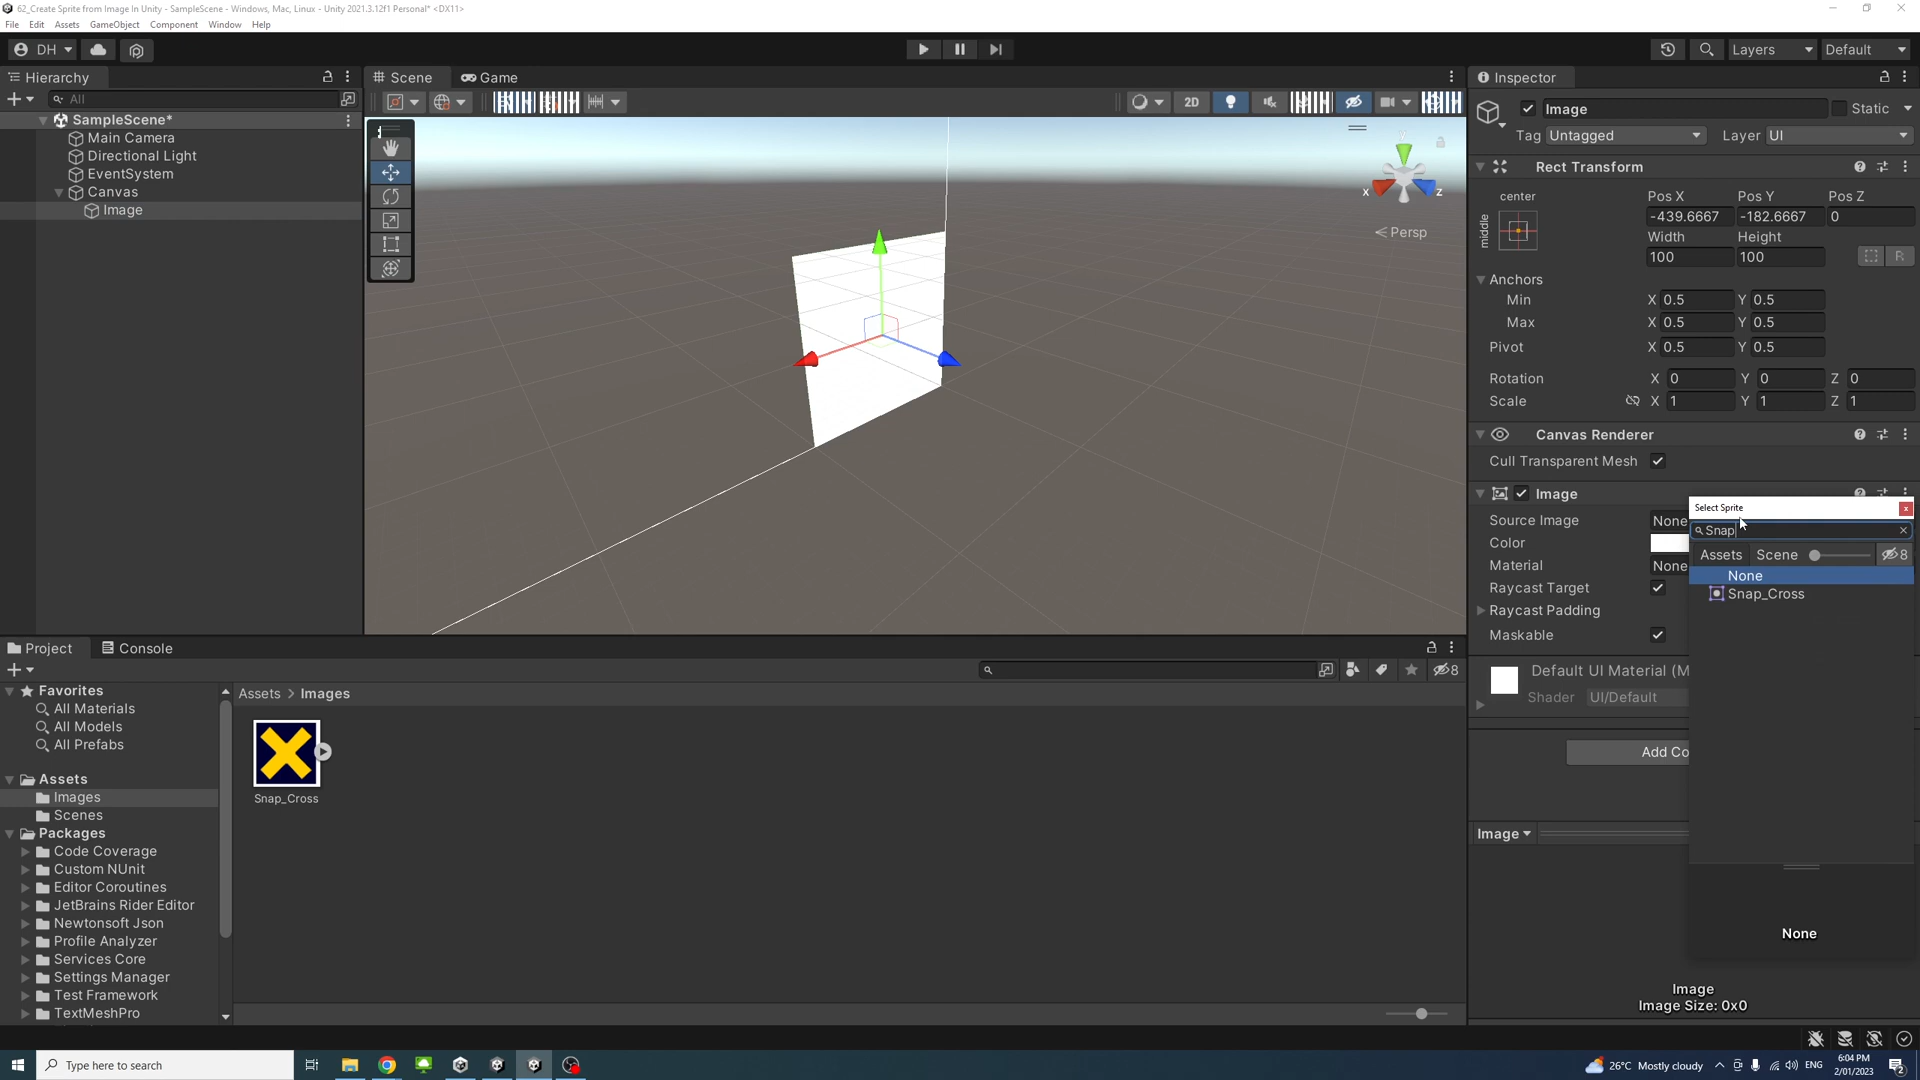 62_Create Sprite from Image In Unity - SampleScene - Windows, Mac, Linux - Unity 2021.3.12f1 Personal* <DX11>
File Edit Assets GameObject Component Window Help
DH
Layers
Default
Hierarchy
All
SampleScene*
Main Camera
Directional Light
EventSystem
Canvas
Image
Scene
Game
2D
y
x
z
Persp
Inspector
Image
Static
Tag
Untagged
Layer
UI
Rect Transform
center
middle
Pos X
Pos Y
Pos Z
-439.6667
-182.6667
0
Width
Height
100
100
R
Anchors
Min
X 0.5
Y 0.5
Max
X 0.5
Y 0.5
Pivot
X 0.5
Y 0.5
Rotation
X 0
Y 0
Z 0
Scale
X 1
Y 1
Z 1
Canvas Renderer
Cull Transparent Mesh
Image
Source Image
None
Color
Material
None
Raycast Target
Raycast Padding
Maskable
Default UI Material (M
Shader
UI/Default
Add Co
Select Sprite
x
Snap
Assets
Scene
8
None
Snap_Cross
None
Image
Image
Image Size: 0x0
Project
Console
8
Favorites
All Materials
All Models
All Prefabs
Assets
Images
Scenes
Packages
Code Coverage
Custom NUnit
Editor Coroutines
JetBrains Rider Editor
Newtonsoft Json
Profile Analyzer
Services Core
Settings Manager
Test Framework
TextMeshPro
Assets > Images
Snap_Cross
Type here to search
26°C Mostly cloudy
ENG
6:04 PM
2/01/2023
2